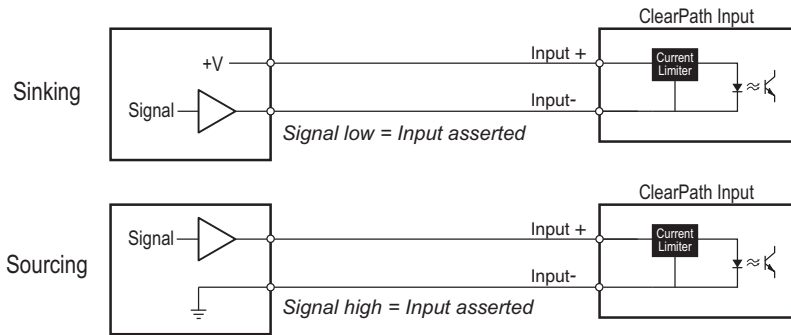 ClearPath Input
Sinking
+V
Input +
Current
Limiter
Signal
Input-
Signal low = Input asserted
ClearPath Input
Sourcing
Signal
Input +
Current
Limiter
Input-
Signal high = Input asserted